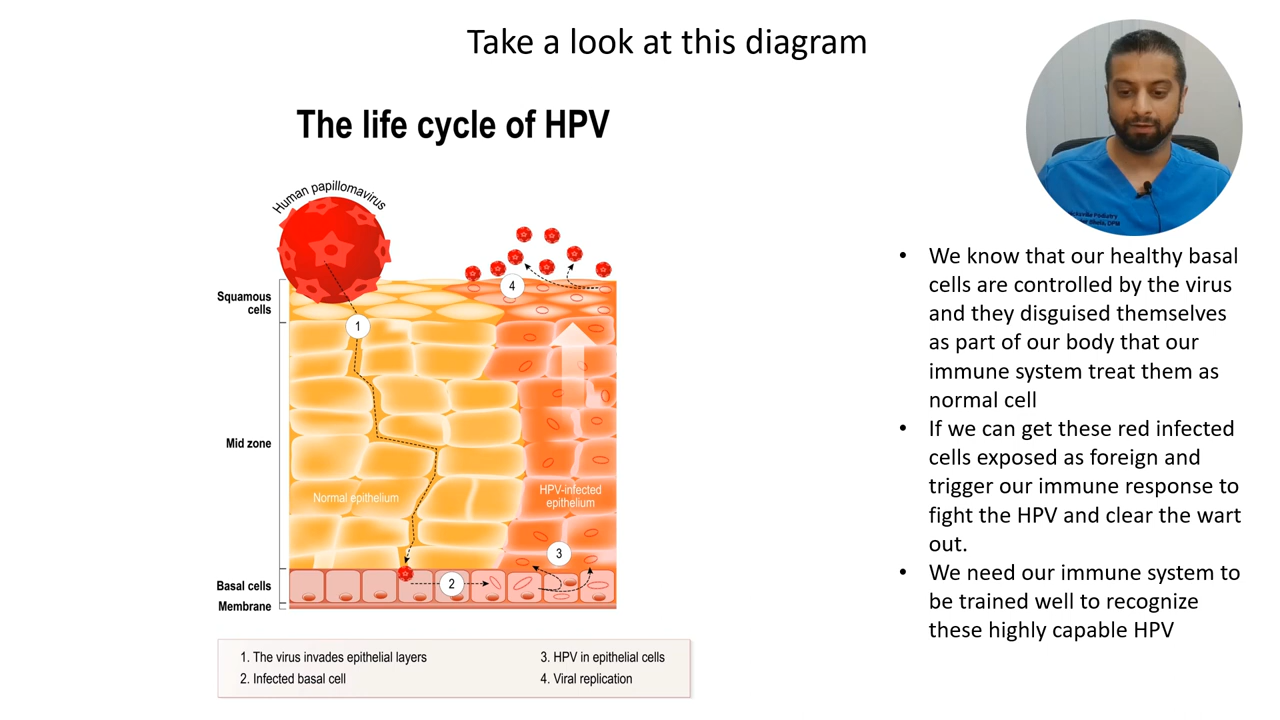 Take a look at this diagram
The life cycle of HPV
Human papillomavirus
Squamous
cells
Mid zone
Basal cells
Membrane
1
2
3
4
Normal epithelium
HPV-infected
epithelium
1. The virus invades epithelial layers
2. Infected basal cell
3. HPV in epithelial cells
4. Viral replication
Podiatry
DPM
• We know that our healthy basal
cells are controlled by the virus
and they disguised themselves
as part of our body that our
immune system treat them as
normal cell
• If we can get these red infected
cells exposed as foreign and
trigger our immune response to
fight the HPV and clear the wart
out.
• We need our immune system to
be trained well to recognize
these highly capable HPV